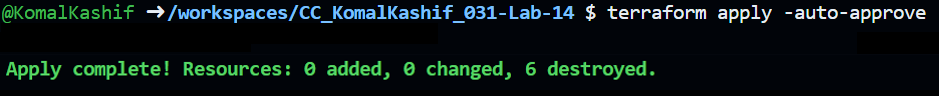 @KomalKashif ➜/workspaces/CC_KomalKashif_031-Lab-14 $ terraform apply -auto-approve
Apply complete! Resources: 0 added, 0 changed, 6 destroyed.